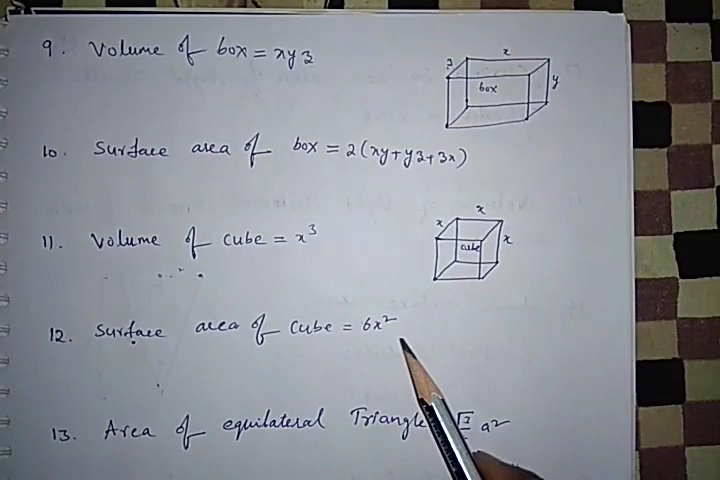 9. Volume of box = xyz
z
x
y
box
10. Surface area of box = 2(xy+yz+zx)
11. Volume of cube = x³
x
x
x
cube
12. Surface area of cube = 6x²
13. Area of equilateral Triangle √3 a²